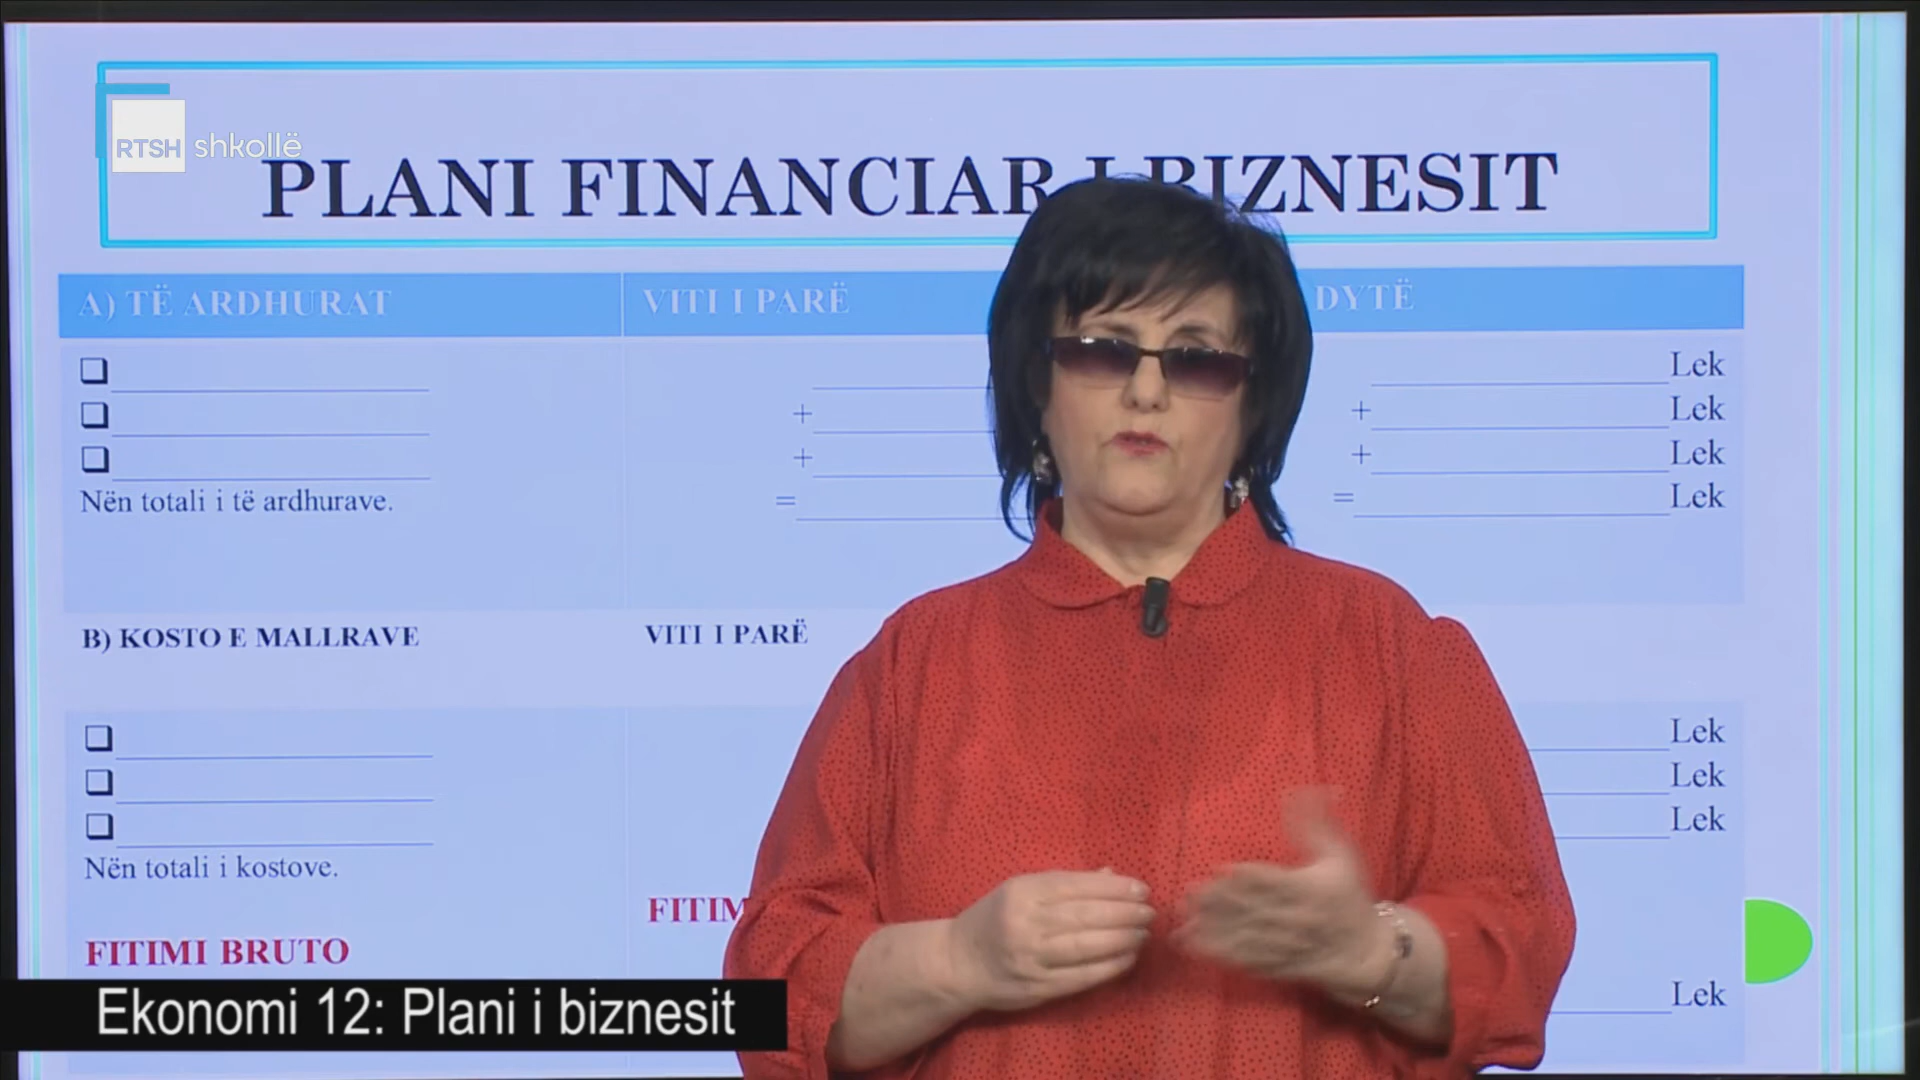 RTSH shkollë
PLANI FINANCIAR I BIZNESIT
A) TË ARDHURAT VITI I PARË DYTË
Lek
+ + Lek
+ + Lek
Nën totali i të ardhurave. = = Lek
B) KOSTO E MALLRAVE VITI I PARË
Lek
Lek
Lek
Nën totali i kostove.
FITIMI BRUTO
Lek
Ekonomi 12: Plani i biznesit